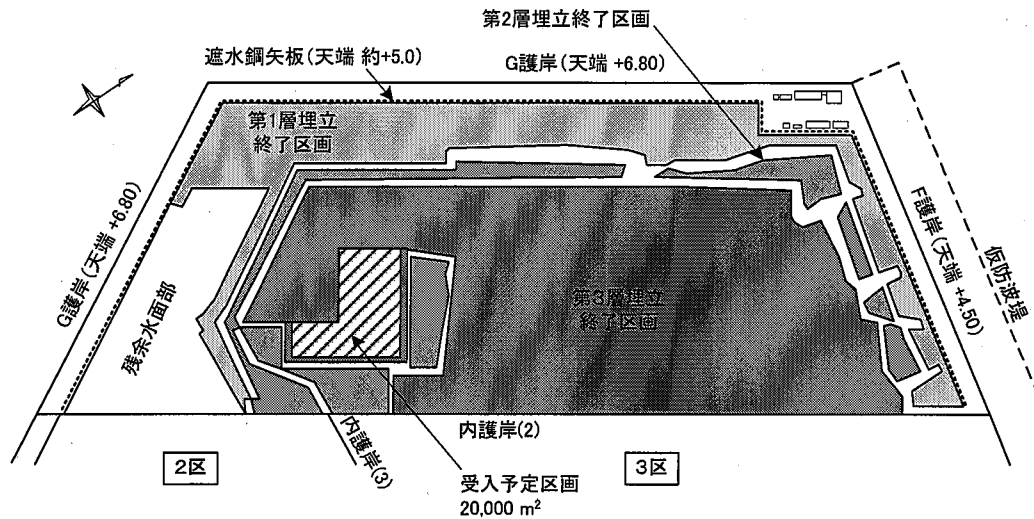 第2層埋立終了区画
遮水鋼矢板(天端 約+5.0)
G護岸(天端 +6.80)
第1層埋立
終了区画
G護岸(天端 +6.80)
残余水面部
第3層埋立
終了区画
F護岸(天端 +4.50)
仮防波堤
内護岸(3)
内護岸(2)
2区
3区
受入予定区画
20,000 m²